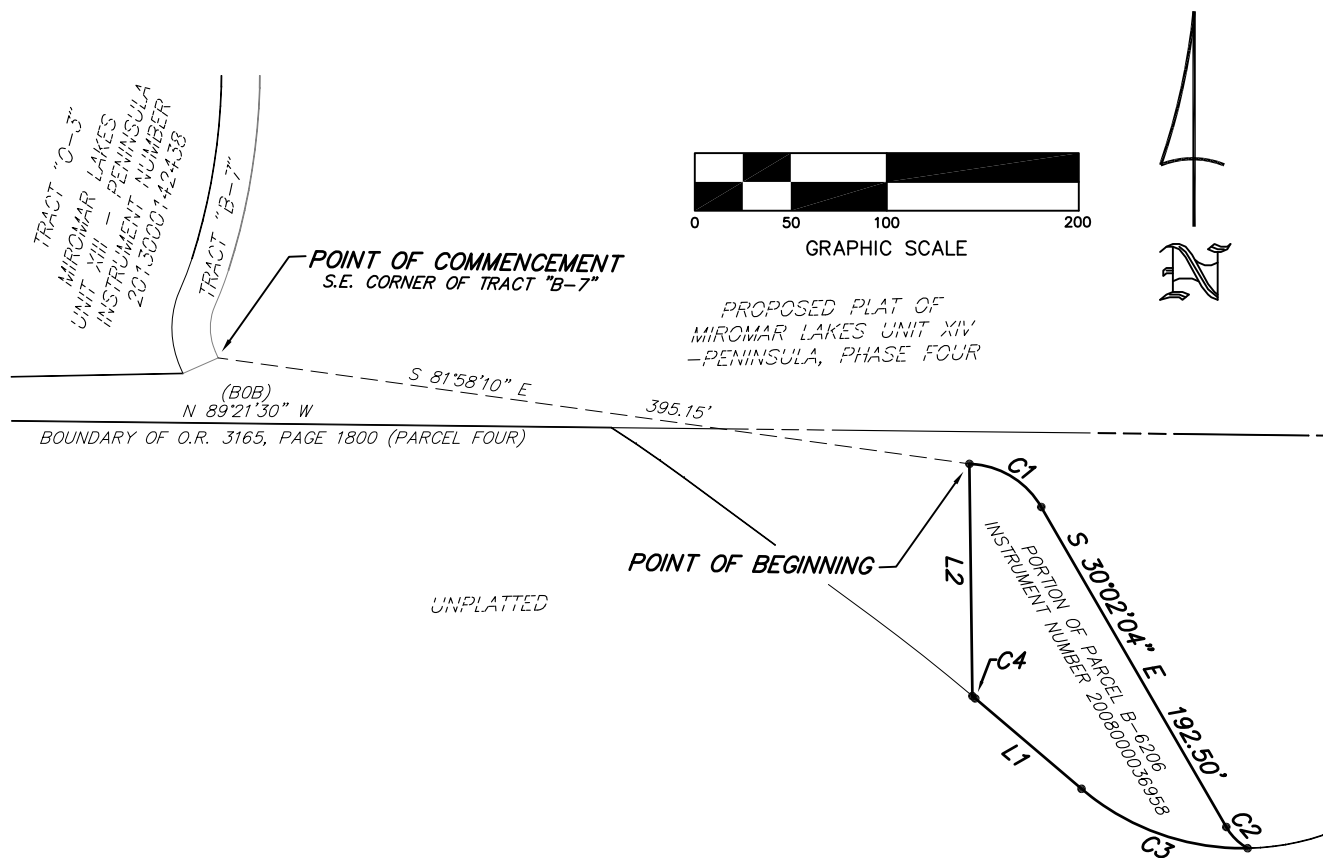 TRACT "O-3"
MIROMAR LAKES
UNIT XIII - PENINSULA
INSTRUMENT NUMBER
2013000142438
TRACT "B-7"
POINT OF COMMENCEMENT
S.E. CORNER OF TRACT "B-7"
0 50 100 200
GRAPHIC SCALE
N
PROPOSED PLAT OF
MIROMAR LAKES UNIT XIV
-PENINSULA, PHASE FOUR
S 81°58'10" E
395.15'
(BOB)
N 89°21'30" W
BOUNDARY OF O.R. 3165, PAGE 1800 (PARCEL FOUR)
C1
POINT OF BEGINNING
L2
S 30°02'04" E 192.50'
PORTION OF PARCEL B-6206
INSTRUMENT NUMBER 2008000036958
UNPLATTED
C4
L1
C2
C3